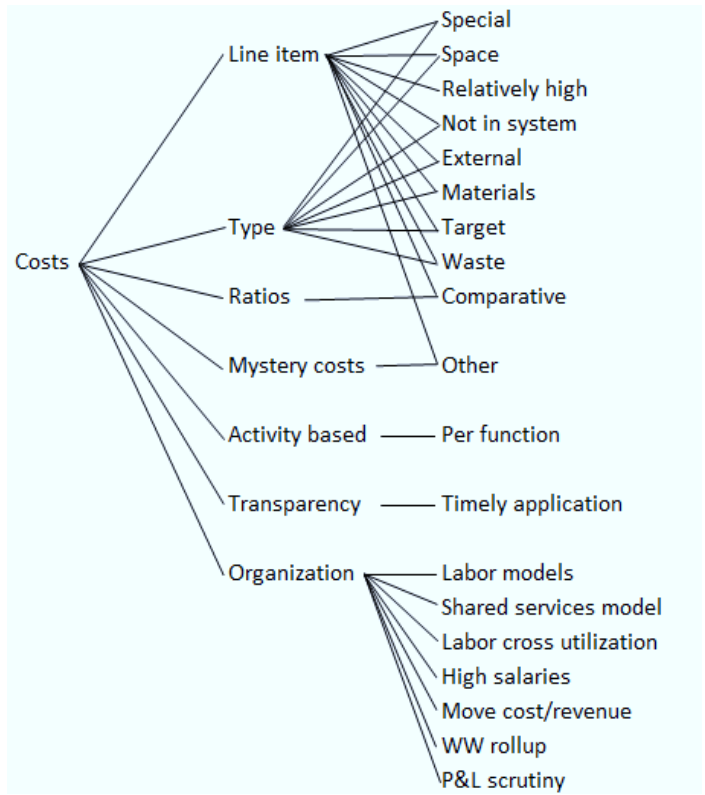 Special
Line item
Space
Relatively high
Not in system
External
Materials
Type
Target
Costs
Waste
Ratios
Comparative
Mystery costs
Other
Activity based
Per function
Transparency
Timely application
Organization
Labor models
Shared services model
Labor cross utilization
High salaries
Move cost/revenue
WW rollup
P&L scrutiny